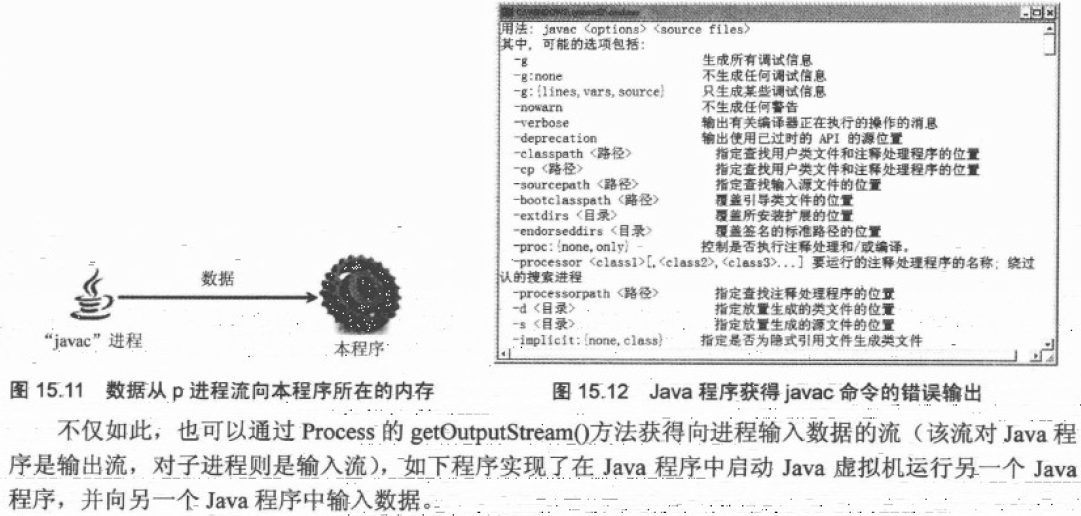 数据
“javac”进程
本程序
图 15.11 数据从 p 进程流向本程序所在的内存
用法: javac <options> <source files>
其中, 可能的选项包括:
-g 生成所有调试信息
-g:none 不生成任何调试信息
-g:{lines,vars,source} 只生成某些调试信息
-nowarn 不生成任何警告
-verbose 输出有关编译器正在执行的操作的消息
-deprecation 输出使用已过时的 API 的源位置
-classpath <路径> 指定查找用户类文件和注释处理程序的位置
-cp <路径> 指定查找用户类文件和注释处理程序的位置
-sourcepath <路径> 指定查找输入源文件的位置
-bootclasspath <路径> 覆盖引导类文件的位置
-extdirs <目录> 覆盖所安装扩展的位置
-endorseddirs <目录> 覆盖签名的标准路径的位置
-proc:{none,only} 控制是否执行注释处理和/或编译。
-processor <class1>[,<class2>,<class3>...] 要运行的注释处理程序的名称; 绕过
认的搜索进程
-processorpath <路径> 指定查找注释处理程序的位置
-d <目录> 指定放置生成的类文件的位置
-s <目录> 指定放置生成的源文件的位置
-implicit:{none,class} 指定是否为隐式引用文件生成类文件
图 15.12 Java 程序获得 javac 命令的错误输出
不仅如此，也可以通过 Process 的 getOutputStream()方法获得向进程输入数据的流（该流对 Java 程
序是输出流，对子进程则是输入流），如下程序实现了在 Java 程序中启动 Java 虚拟机运行另一个 Java
程序，并向另一个 Java 程序中输入数据。